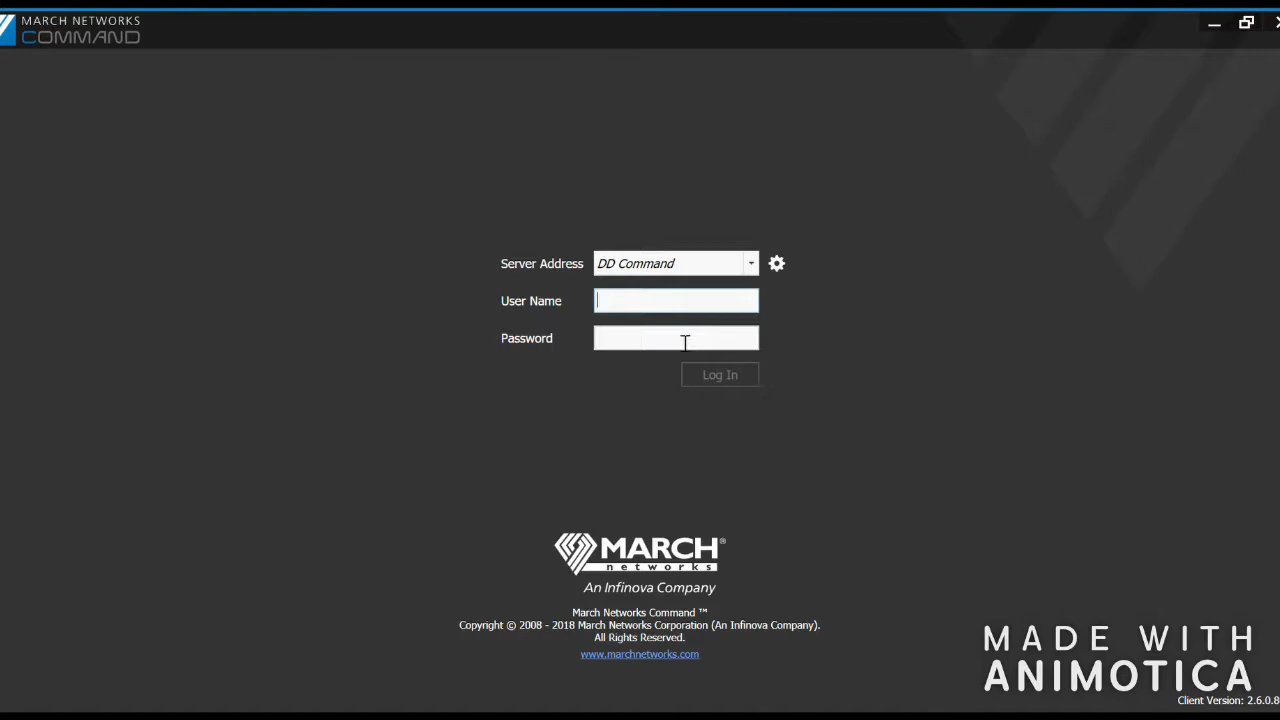 MARCH NETWORKS
COMMAND
Server Address DD Command
User Name
Password
Log In
MARCH®
networks
An Infinova Company
March Networks Command ™
Copyright © 2008 - 2018 March Networks Corporation (An Infinova Company).
All Rights Reserved.
www.marchnetworks.com
MADE WITH
ANIMOTICA
Client Version: 2.6.0.8